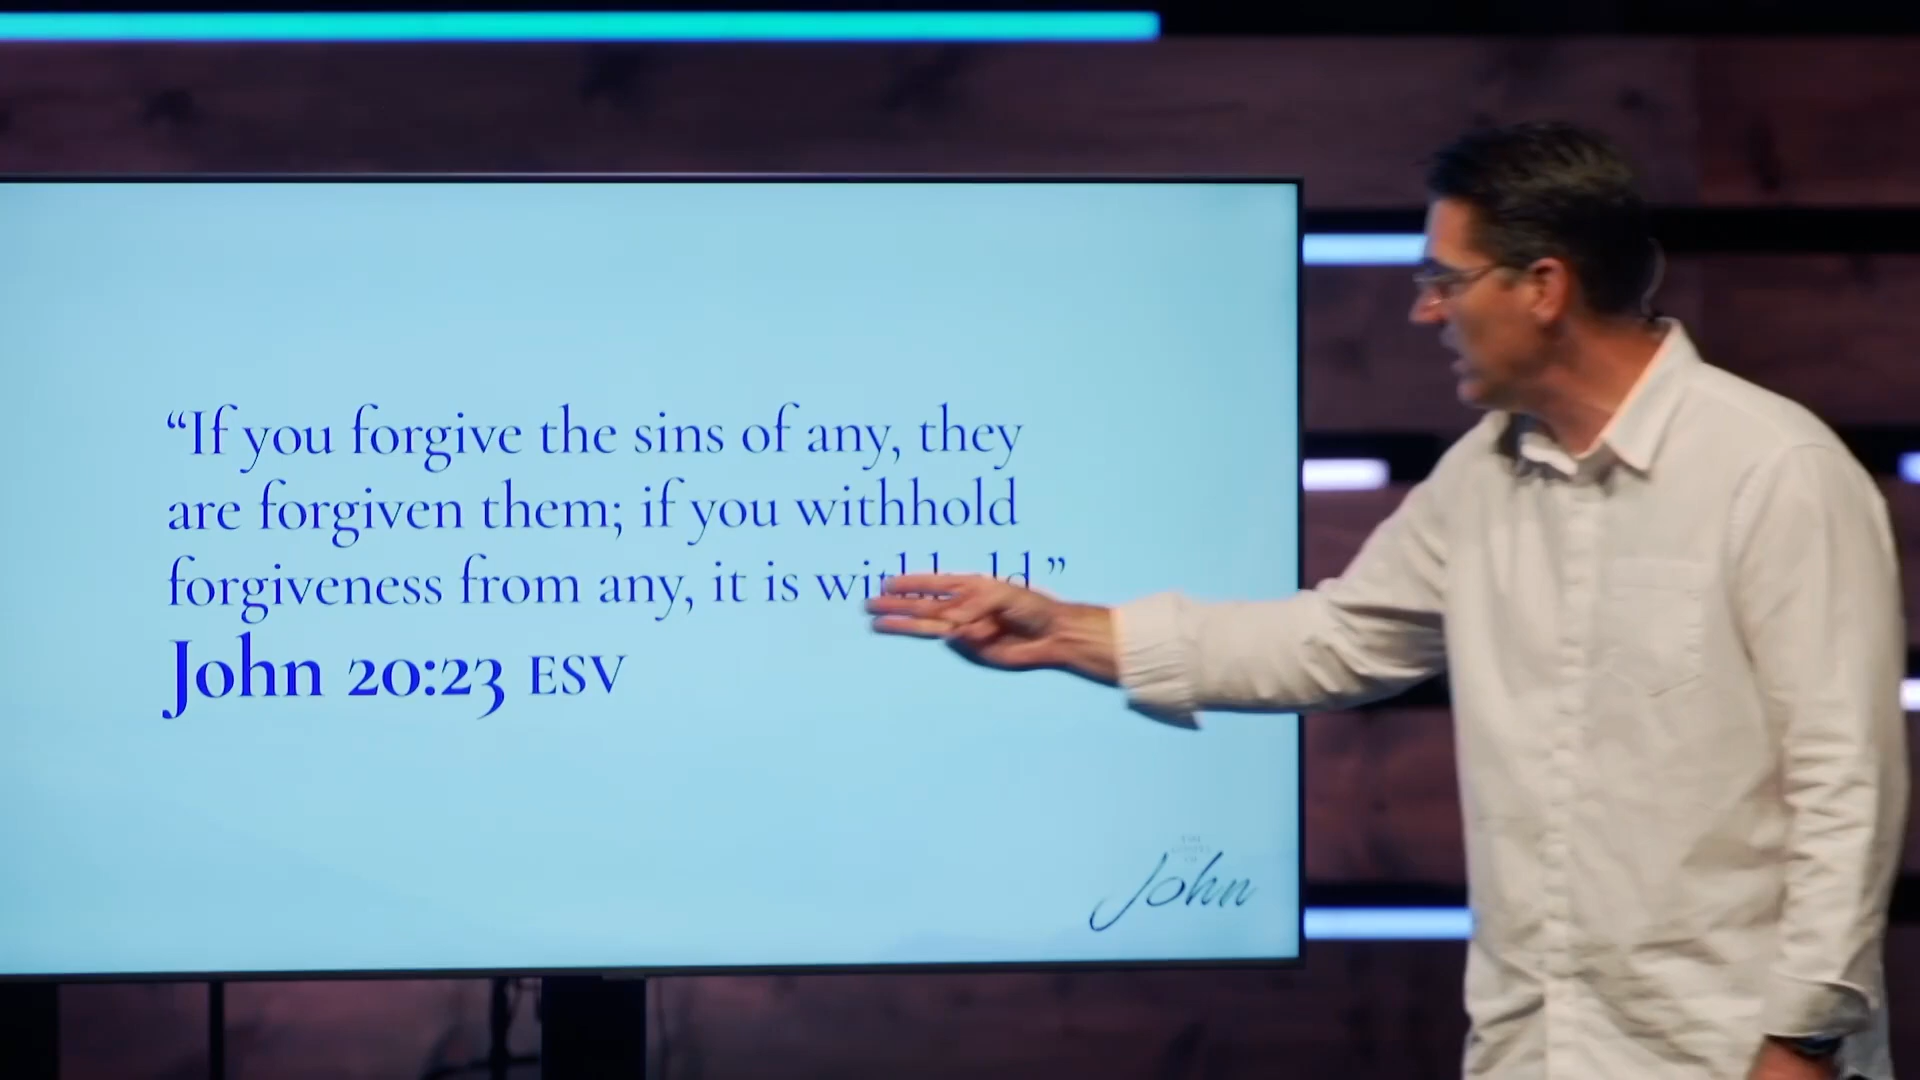 “If you forgive the sins of any, they
are forgiven them; if you withhold
forgiveness from any, it is withheld.”
John 20:23 ESV
John